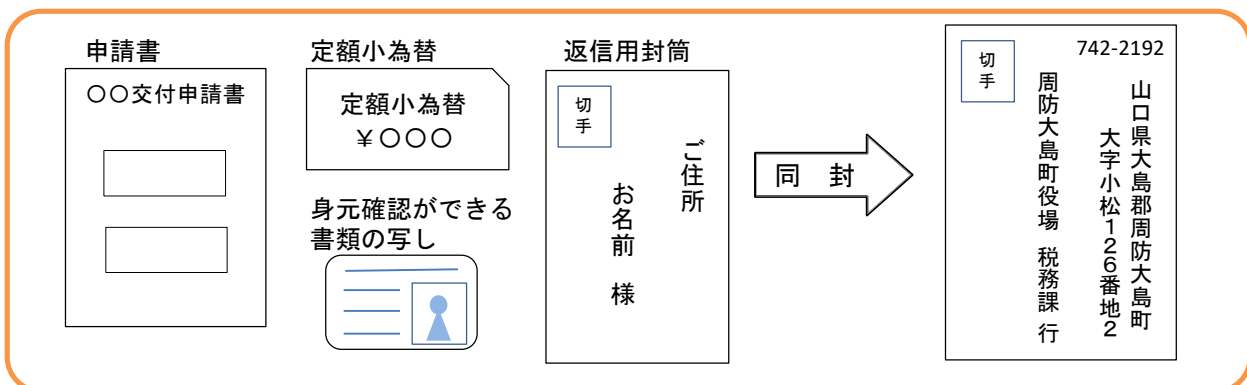 申請書
〇〇交付申請書
定額小為替
定額小為替
￥〇〇〇
身元確認ができる
書類の写し
返信用封筒
切
手
ご住所
お名前 様
同 封
切
手
742-2192
山口県大島郡周防大島町
大字小松１２６番地２
周防大島町役場 税務課 行